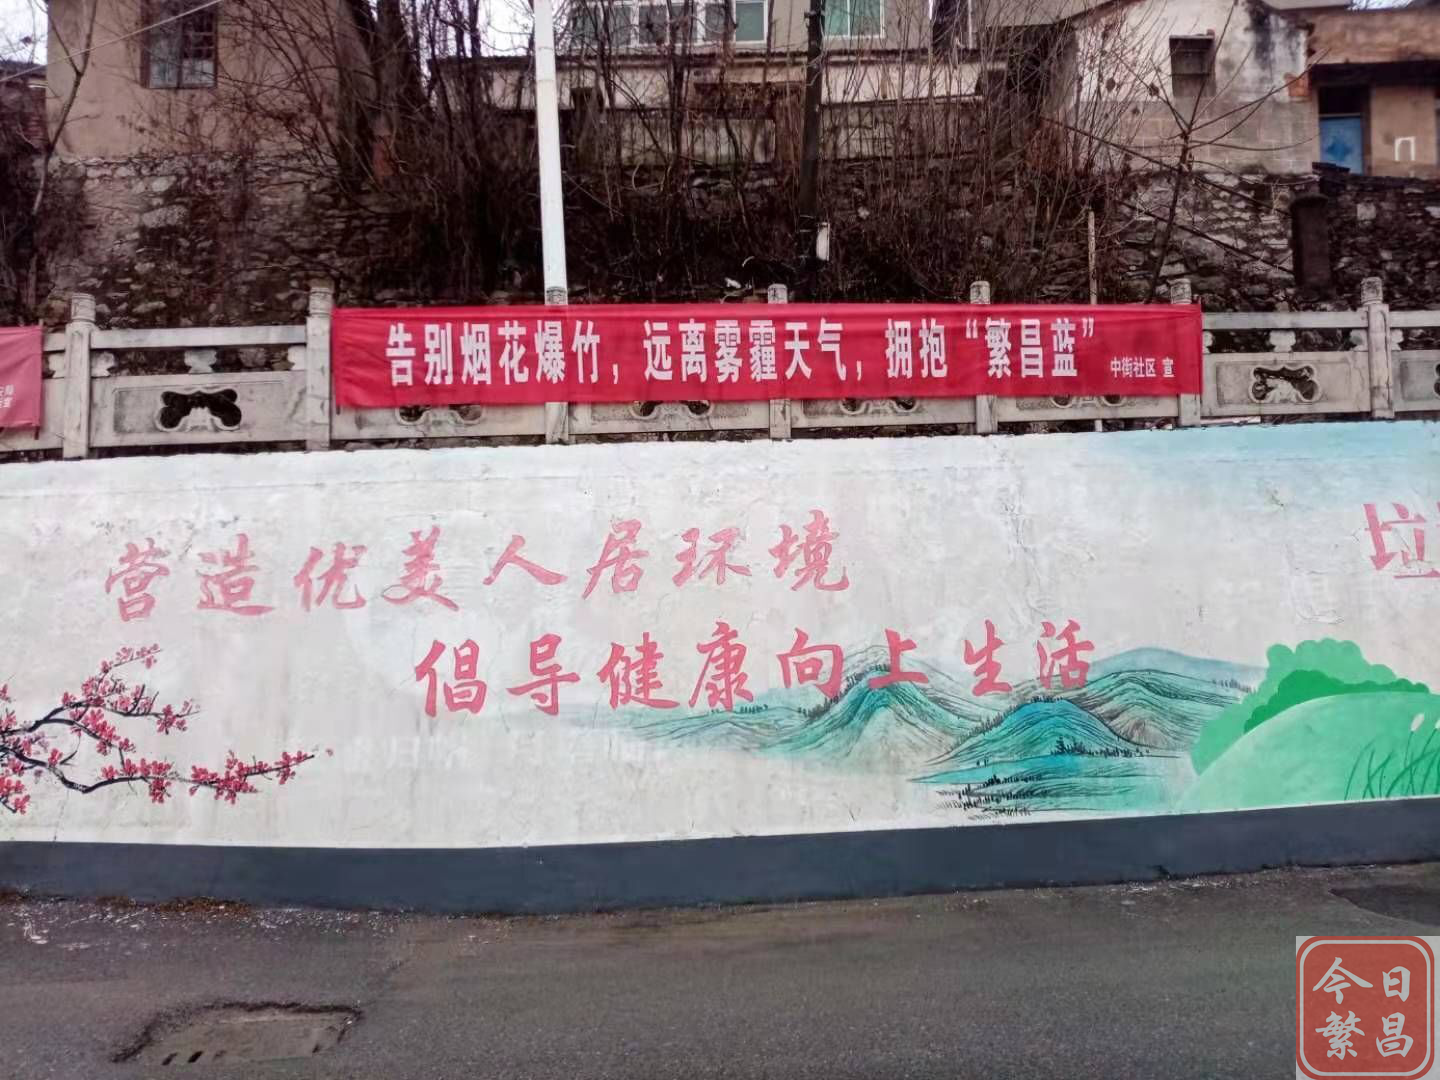 告别烟花爆竹，远离雾霾天气，拥抱“繁昌蓝” 中街社区 宣
营造优美人居环境
倡导健康向上生活
垃
今日
繁昌